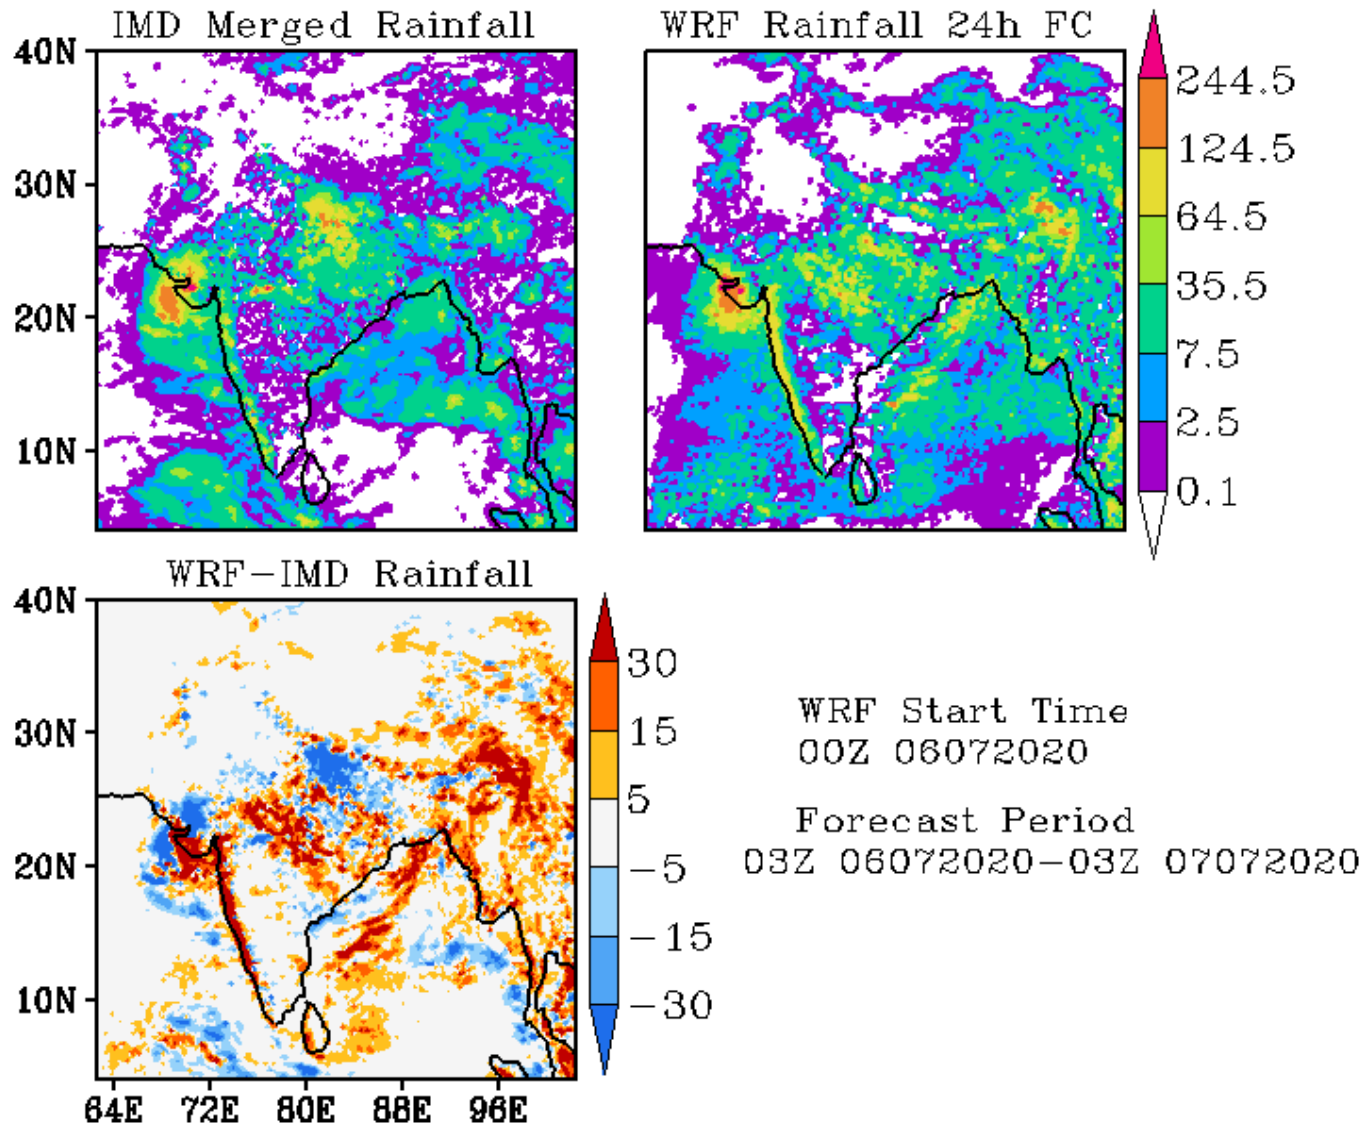 IMD Merged Rainfall
WRF Rainfall 24h FC
40N
30N
20N
10N
244.5
124.5
64.5
35.5
7.5
2.5
0.1
WRF-IMD Rainfall
40N
30N
20N
10N
64E 72E 80E 88E 96E
30
15
5
-5
-15
-30
WRF Start Time
00Z 06072020
Forecast Period
03Z 06072020-03Z 07072020